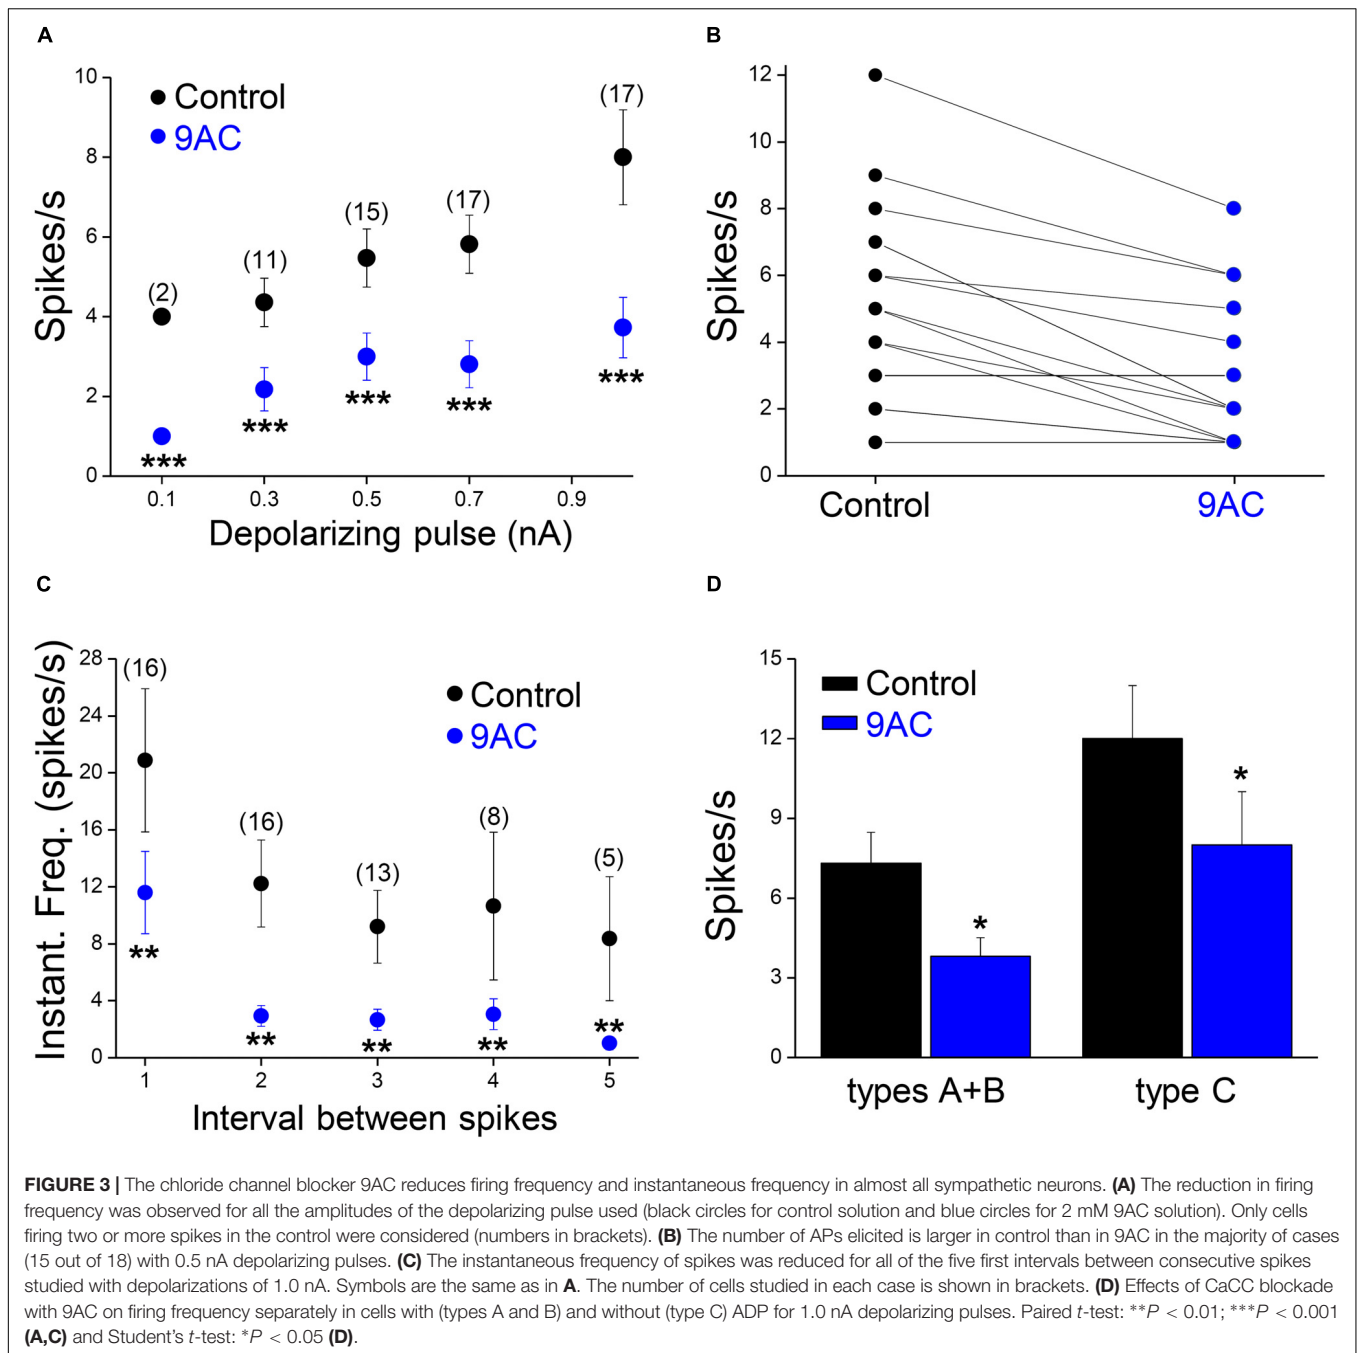 A
10
8
6
4
2
0
Spikes/s
Control
9AC
(2)
(11)
(15)
(17)
(17)
***
***
***
***
***
0.1 0.3 0.5 0.7 0.9
Depolarizing pulse (nA)
B
12
10
8
6
4
2
0
Spikes/s
Control 9AC
C
28
24
20
16
12
8
4
0
Instant. Freq. (spikes/s)
Control
9AC
(16)
(16)
(13)
(8)
(5)
**
**
**
**
**
1 2 3 4 5
Interval between spikes
D
15
12
9
6
3
0
Spikes/s
Control
9AC
*
*
types A+B type C
FIGURE 3 | The chloride channel blocker 9AC reduces firing frequency and instantaneous frequency in almost all sympathetic neurons. (A) The reduction in firing
frequency was observed for all the amplitudes of the depolarizing pulse used (black circles for control solution and blue circles for 2 mM 9AC solution). Only cells
firing two or more spikes in the control were considered (numbers in brackets). (B) The number of APs elicited is larger in control than in 9AC in the majority of cases
(15 out of 18) with 0.5 nA depolarizing pulses. (C) The instantaneous frequency of spikes was reduced for all of the five first intervals between consecutive spikes
studied with depolarizations of 1.0 nA. Symbols are the same as in A. The number of cells studied in each case is shown in brackets. (D) Effects of CaCC blockade
with 9AC on firing frequency separately in cells with (types A and B) and without (type C) ADP for 1.0 nA depolarizing pulses. Paired t-test: **P < 0.01; ***P < 0.001
(A,C) and Student's t-test: *P < 0.05 (D).